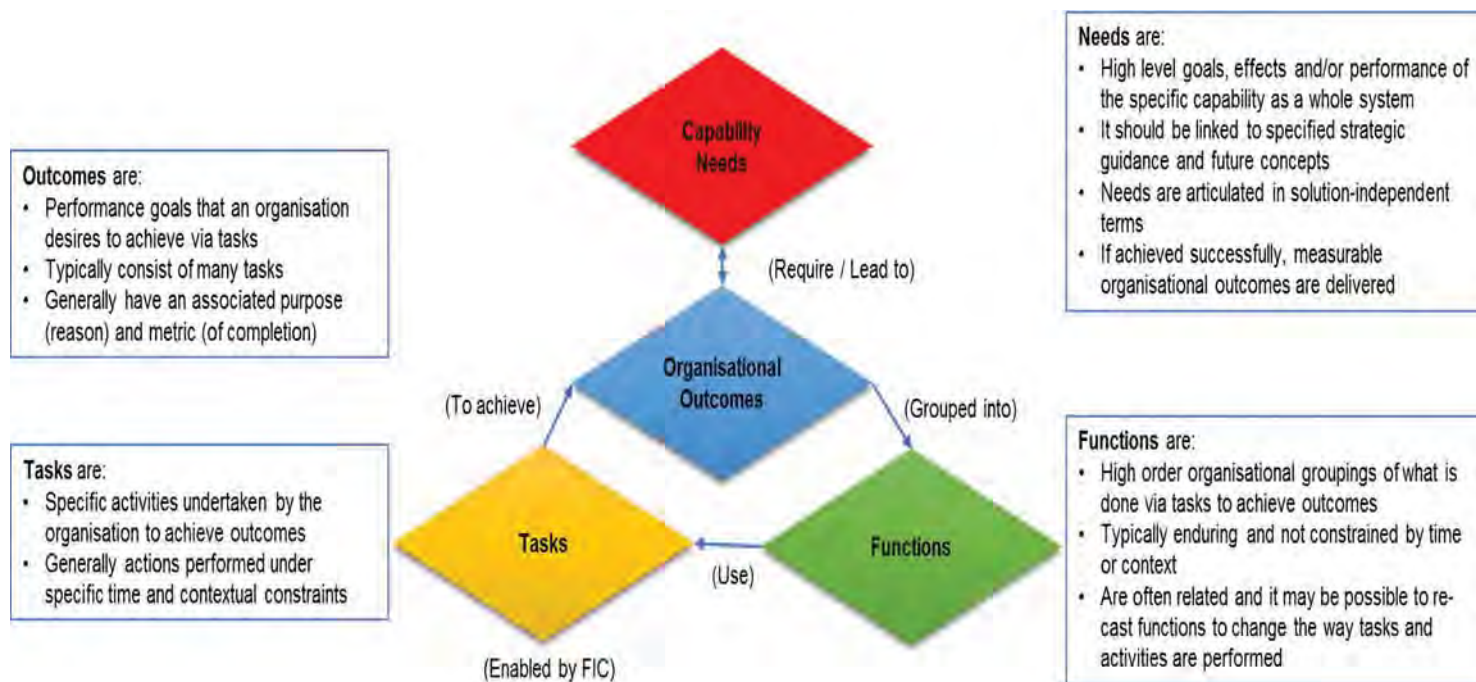 Needs are:
• High level goals, effects and/or performance of
the specific capability as a whole system
• It should be linked to specified strategic
guidance and future concepts
• Needs are articulated in solution-independent
terms
• If achieved successfully, measurable
organisational outcomes are delivered
Capability
Needs
Outcomes are:
• Performance goals that an organisation
desires to achieve via tasks
• Typically consist of many tasks
• Generally have an associated purpose
(reason) and metric (of completion)
(Require / Lead to)
Organisational
Outcomes
(To achieve)
(Grouped into)
Tasks are:
• Specific activities undertaken by the
organisation to achieve outcomes
• Generally actions performed under
specific time and contextual constraints
Tasks
(Use)
Functions
(Enabled by FIC)
Functions are:
• High order organisational groupings of what is
done via tasks to achieve outcomes
• Typically enduring and not constrained by time
or context
• Are often related and it may be possible to re-
cast functions to change the way tasks and
activities are performed